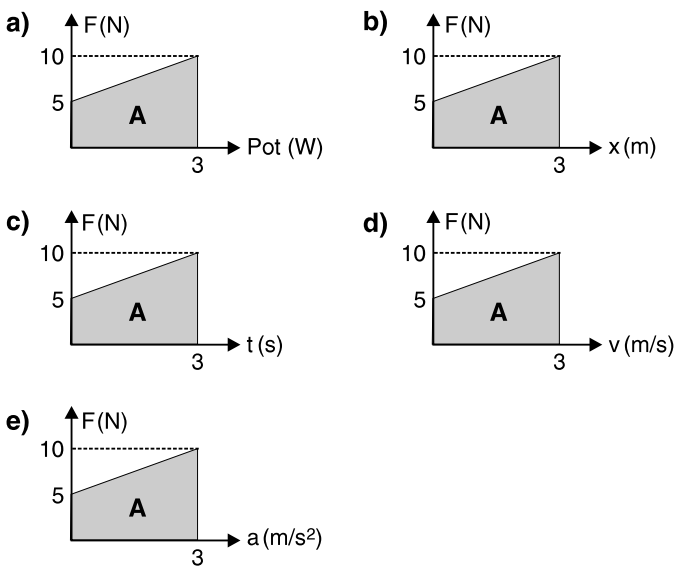 a) F(N)
10
5
A
3
Pot (W)
b) F(N)
10
5
A
3
x (m)
c) F(N)
10
5
A
3
t (s)
d) F(N)
10
5
A
3
v (m/s)
e) F(N)
10
5
A
3
a (m/s²)